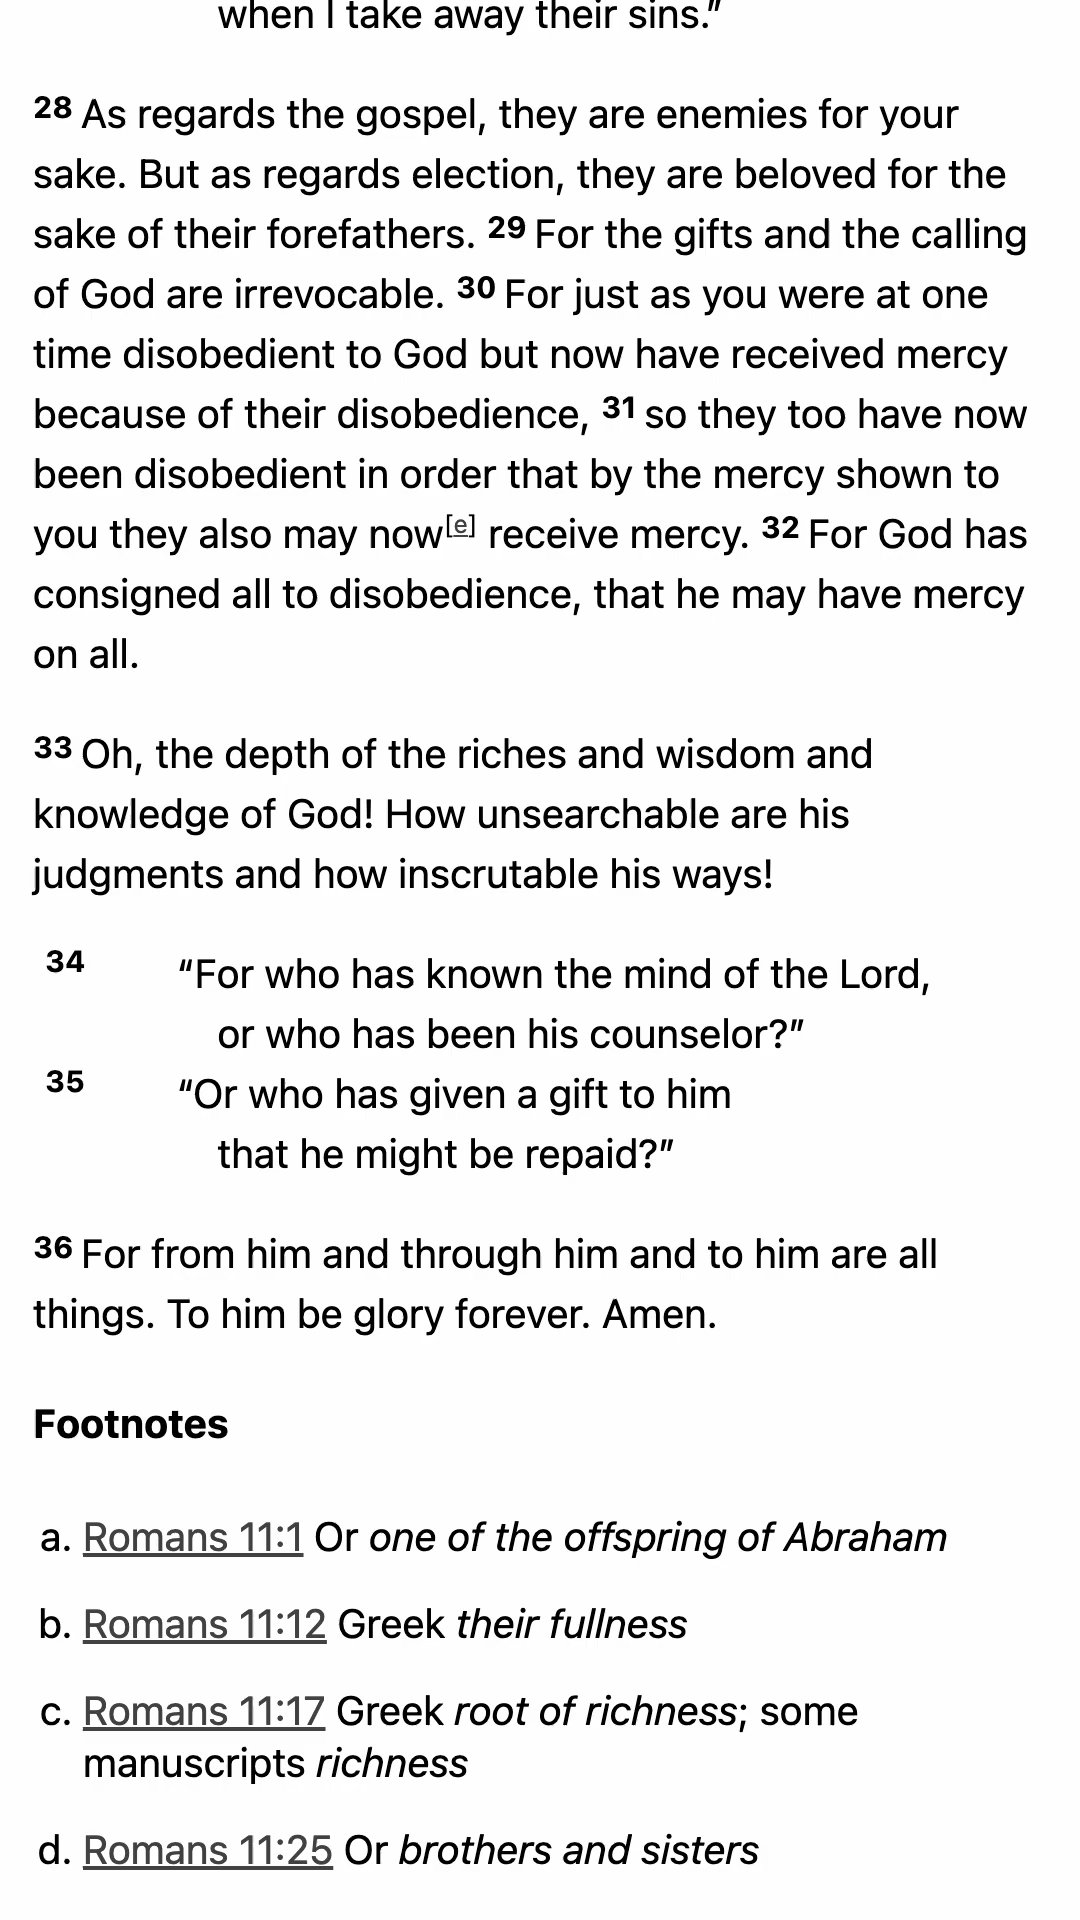 when I take away their sins.”
28 As regards the gospel, they are enemies for your
sake. But as regards election, they are beloved for the
sake of their forefathers. 29 For the gifts and the calling
of God are irrevocable. 30 For just as you were at one
time disobedient to God but now have received mercy
because of their disobedience, 31 so they too have now
been disobedient in order that by the mercy shown to
you they also may now[e] receive mercy. 32 For God has
consigned all to disobedience, that he may have mercy
on all.
33 Oh, the depth of the riches and wisdom and
knowledge of God! How unsearchable are his
judgments and how inscrutable his ways!
34 “For who has known the mind of the Lord,
or who has been his counselor?”
35 “Or who has given a gift to him
that he might be repaid?”
36 For from him and through him and to him are all
things. To him be glory forever. Amen.
Footnotes
a. Romans 11:1 Or one of the offspring of Abraham
b. Romans 11:12 Greek their fullness
c. Romans 11:17 Greek root of richness; some
manuscripts richness
d. Romans 11:25 Or brothers and sisters